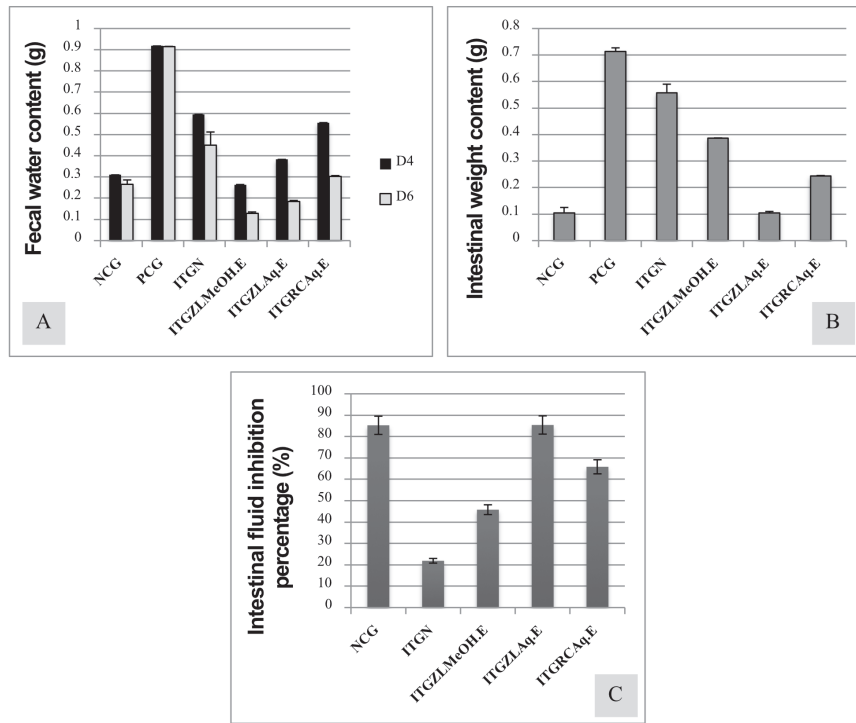 Fecal water content (g)
1
0.9
0.8
0.7
0.6
0.5
0.4
0.3
0.2
0.1
0
NCG
PCG
ITGN
ITGZLMeOH.E
ITGZLAq.E
ITGRCAq.E
D4
D6
A
Intestinal weight content (g)
0.8
0.7
0.6
0.5
0.4
0.3
0.2
0.1
0
NCG
PCG
ITGN
ITGZLMeOH.E
ITGZLAq.E
ITGRCAq.E
B
Intestinal fluid inhibition
percentage (%)
100
90
80
70
60
50
40
30
20
10
0
NCG
ITGN
ITGZLMeOH.E
ITGZLAq.E
ITGRCAq.E
C